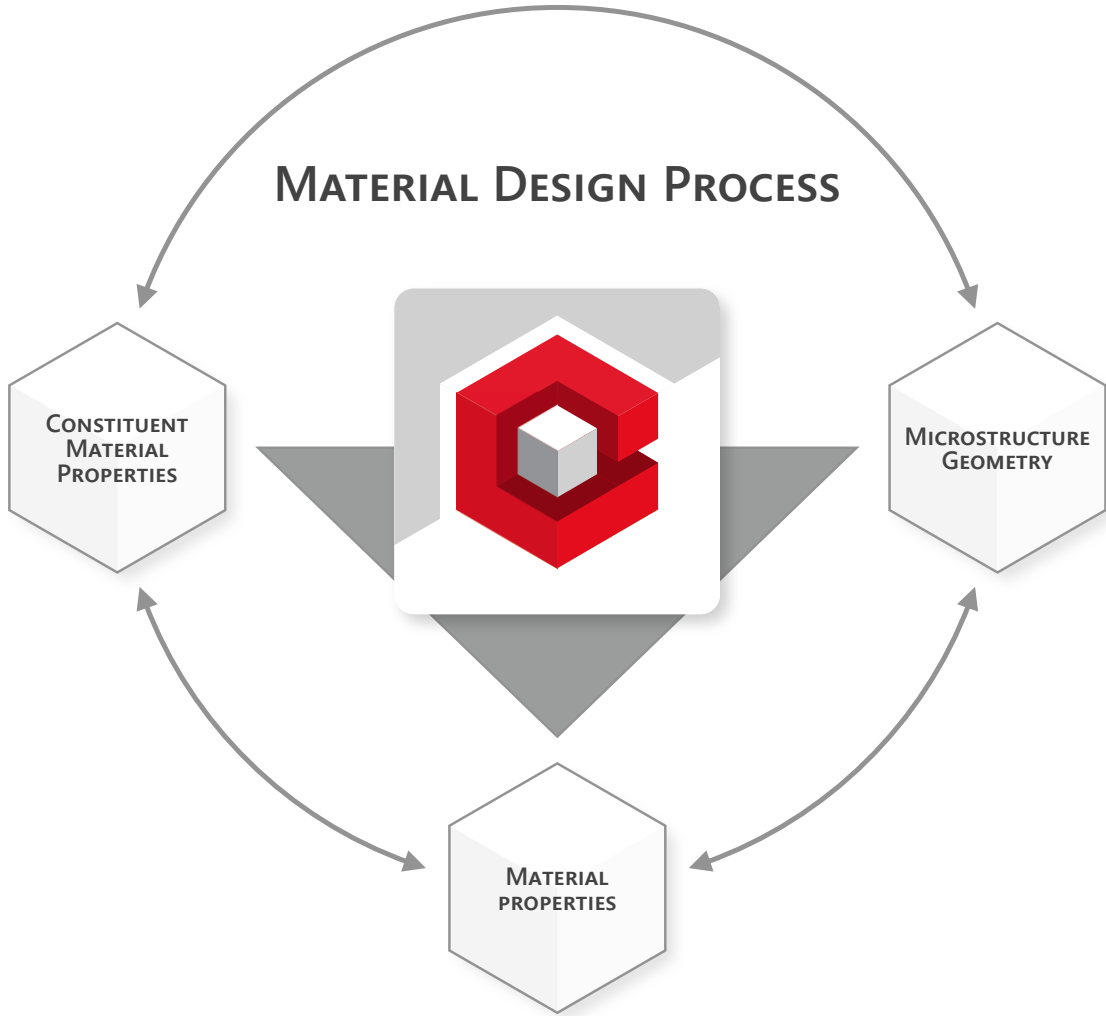 Material Design Process
Constituent
Material
Properties
Microstructure
Geometry
Material
properties